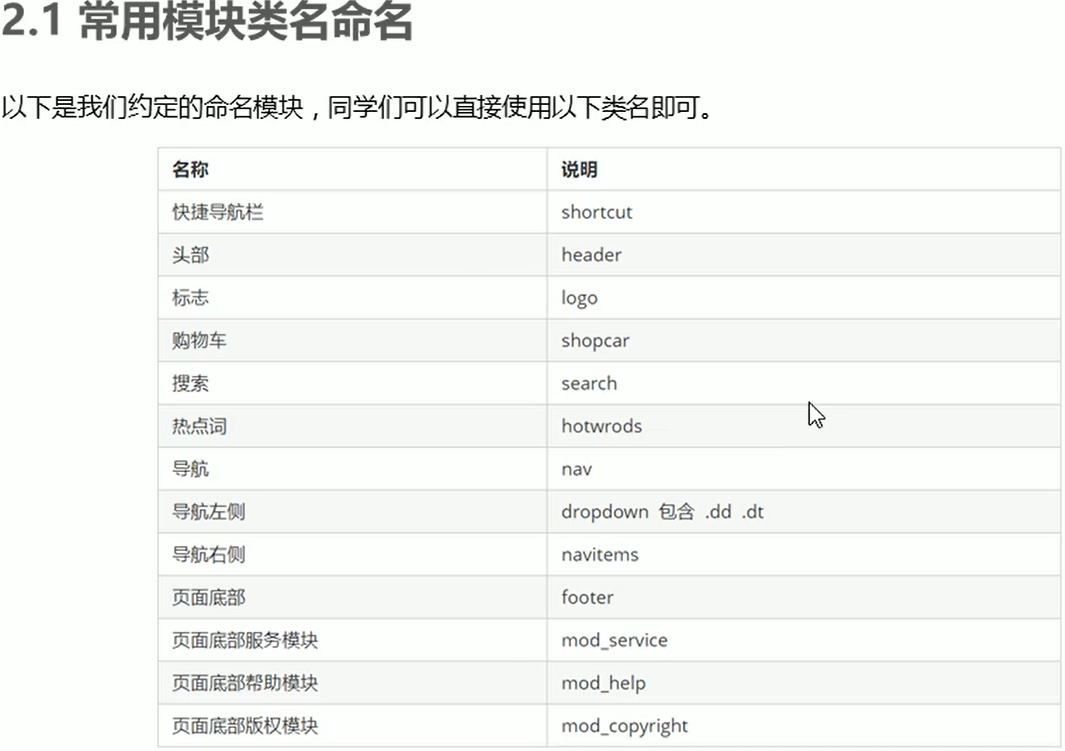 2.1 常用模块类名命名
以下是我们约定的命名模块，同学们可以直接使用以下类名即可。
名称 说明
快捷导航栏 shortcut
头部 header
标志 logo
购物车 shopcar
搜索 search
热点词 hotwrods
导航 nav
导航左侧 dropdown 包含 .dd .dt
导航右侧 navitems
页面底部 footer
页面底部服务模块 mod_service
页面底部帮助模块 mod_help
页面底部版权模块 mod_copyright